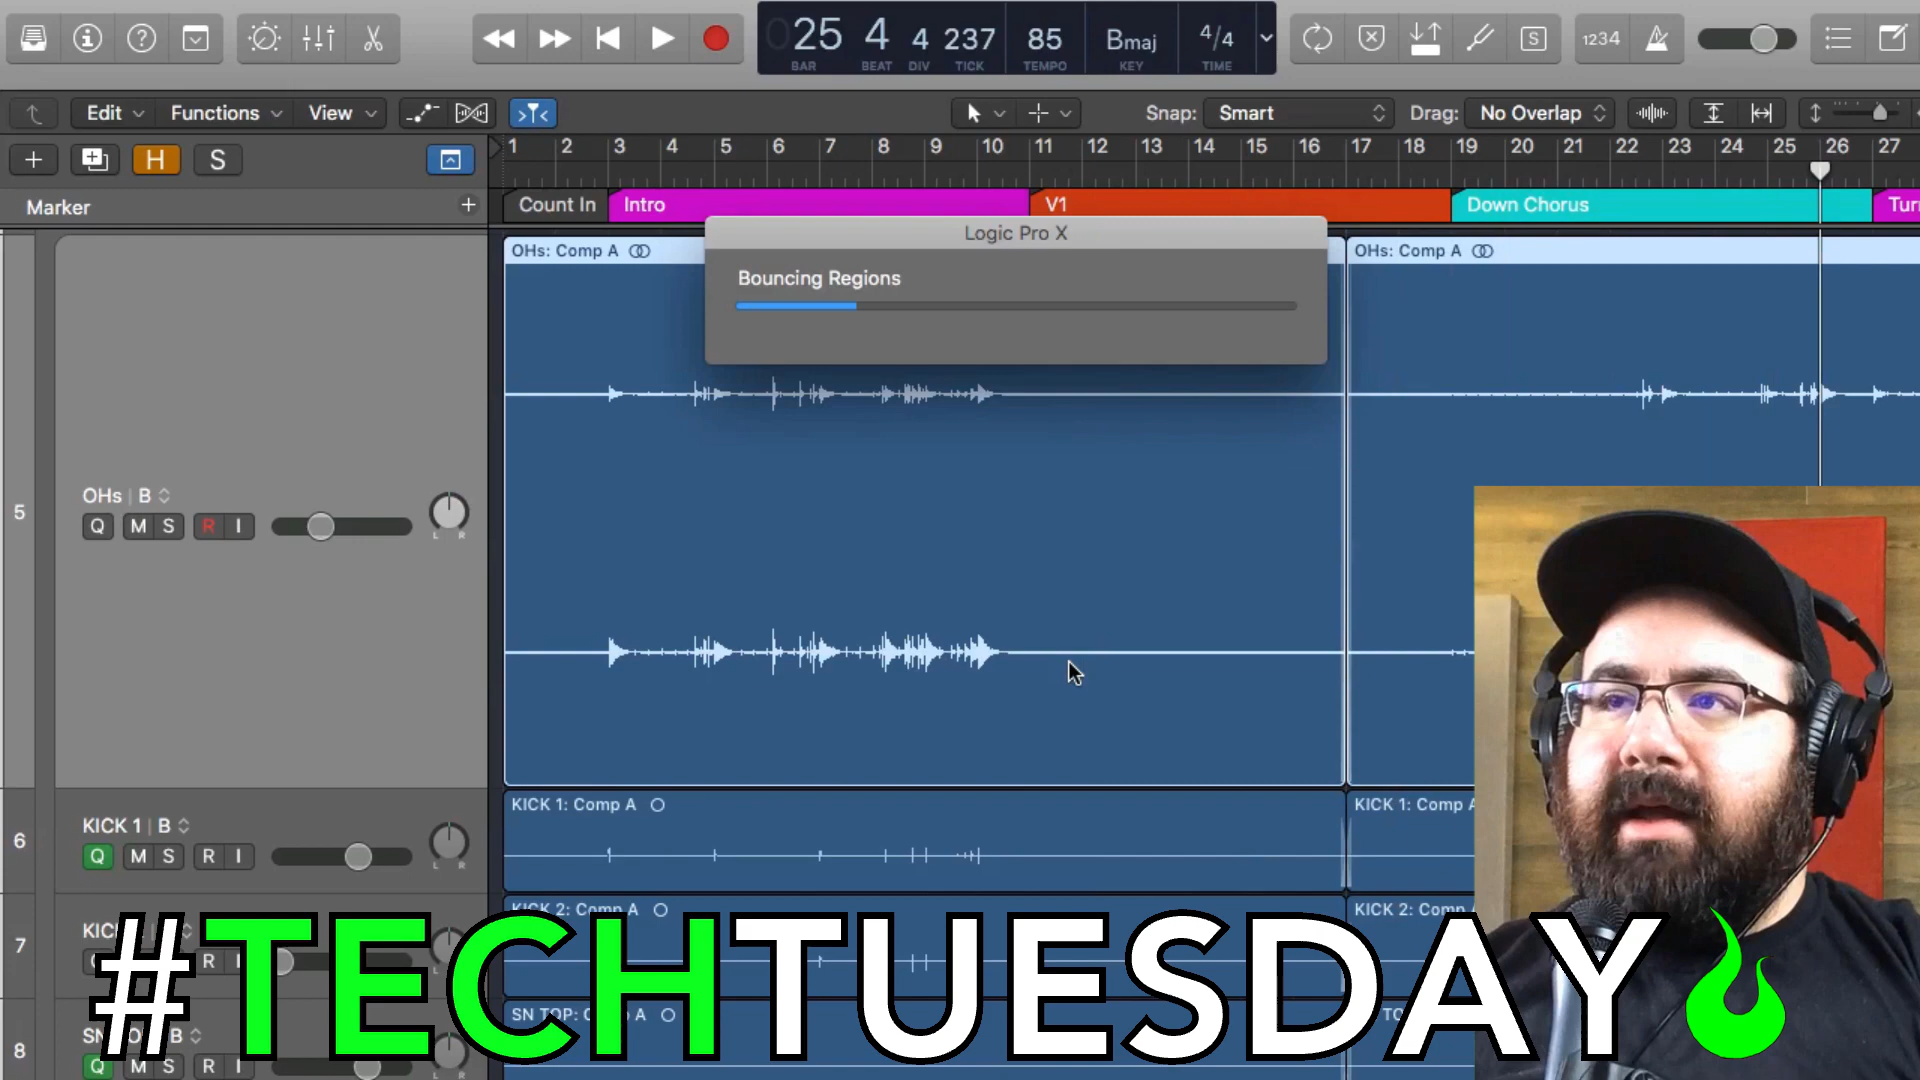 25 4 4 237 85 Bmaj 4/4
BAR BEAT DIV TICK TEMPO KEY TIME
S 1234
Edit Functions View Snap: Smart Drag: No Overlap
H S 1 2 3 4 5 6 7 8 9 10 11 12 13 14 15 16 17 18 19 20 21 22 23 24 25 26 27
Marker + Count In Intro V1 Down Chorus
Logic Pro X
Bouncing Regions
OHs: Comp A OHs: Comp A
5 OHs B
Q M S R I
L R
KICK 1: Comp A KICK 1: Comp A
6 KICK 1 B
Q M S R I
L R
KICK 2: Comp A KICK 2:
7
R
#TECHTUESDAY
SN TOP:
8
Q M S R I